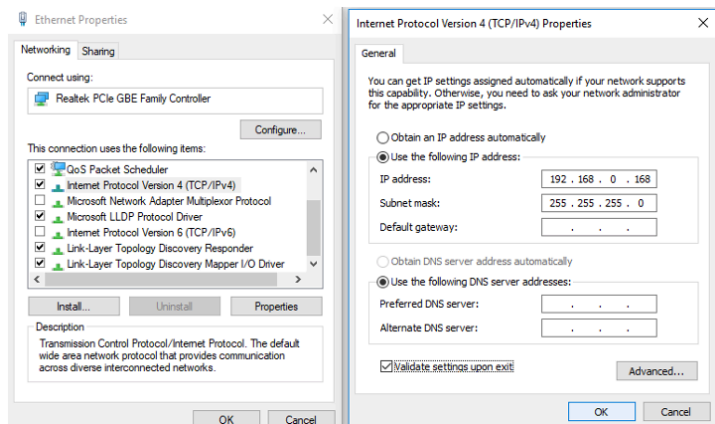 Ethernet Properties
Networking
Sharing
Connect using:
Realtek PCIe GBE Family Controller
Configure...
This connection uses the following items:
QoS Packet Scheduler
Internet Protocol Version 4 (TCP/IPv4)
Microsoft Network Adapter Multiplexor Protocol
Microsoft LLDP Protocol Driver
Internet Protocol Version 6 (TCP/IPv6)
Link-Layer Topology Discovery Responder
Link-Layer Topology Discovery Mapper I/O Driver
Install...
Uninstall
Properties
Description
Transmission Control Protocol/Internet Protocol. The default
wide area network protocol that provides communication
across diverse interconnected networks.
OK
Cancel
Internet Protocol Version 4 (TCP/IPv4) Properties
General
You can get IP settings assigned automatically if your network supports
this capability. Otherwise, you need to ask your network administrator
for the appropriate IP settings.
Obtain an IP address automatically
Use the following IP address:
IP address: 192 . 168 . 0 . 168
Subnet mask: 255 . 255 . 255 . 0
Default gateway: . . .
Obtain DNS server address automatically
Use the following DNS server addresses:
Preferred DNS server: . . .
Alternate DNS server: . . .
Validate settings upon exit
Advanced...
OK
Cancel